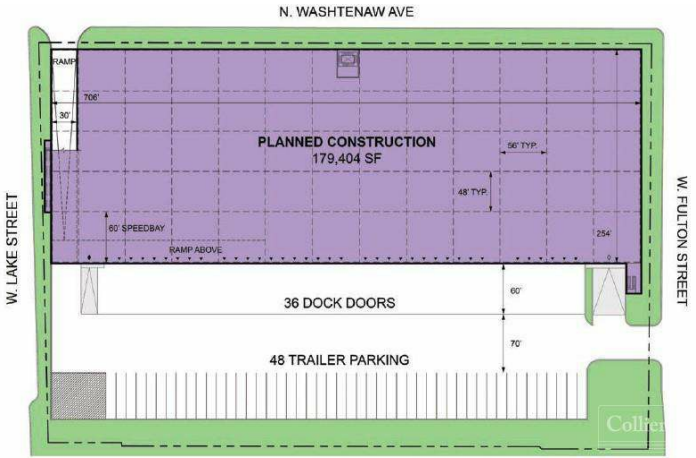 N. WASHTENAW AVE
RAMP
706'
30'
PLANNED CONSTRUCTION
179,404 SF
56' TYP.
48' TYP.
W. LAKE STREET
W. FULTON STREET
60' SPEEDBAY
RAMP ABOVE
254'
36 DOCK DOORS
60'
70'
48 TRAILER PARKING